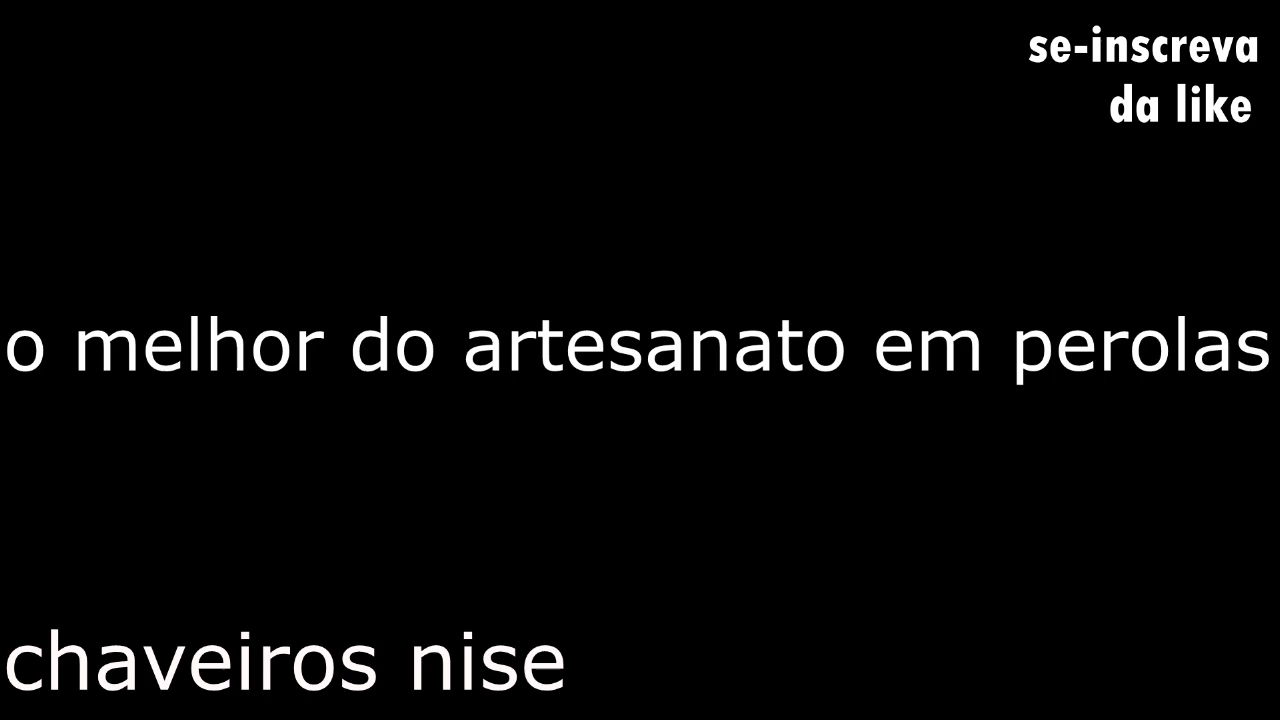 se-inscreva
da like
o melhor do artesanato em perolas
chaveiros nise